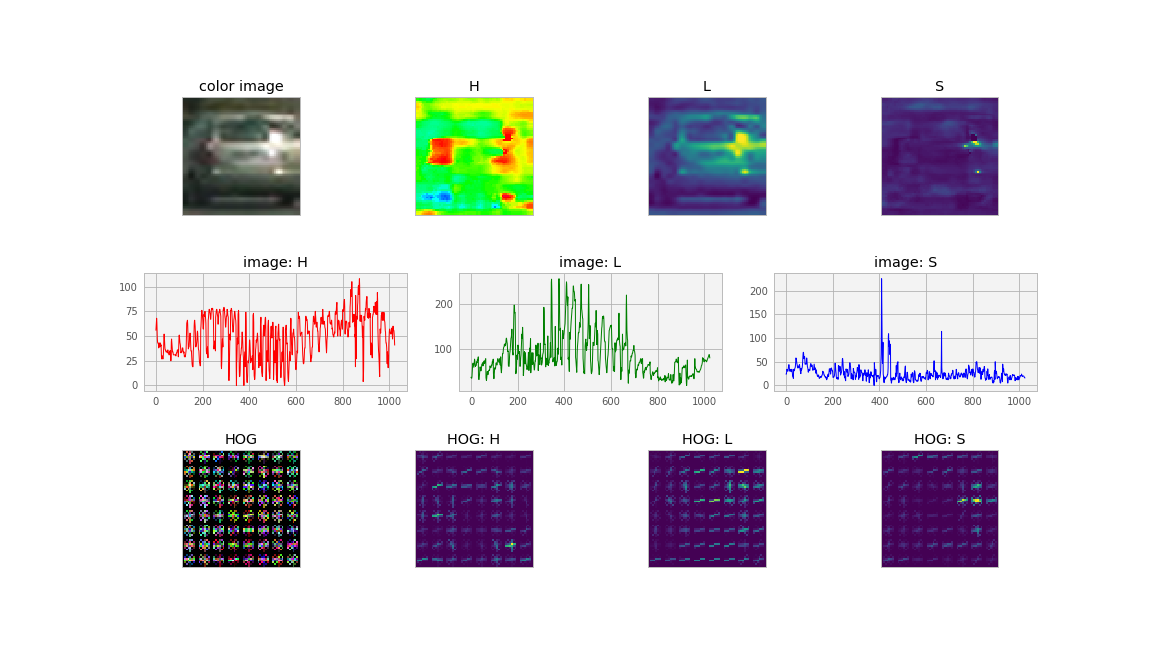 color image
H
L
S
image: H
image: L
image: S
100
75
50
25
0
200
100
200
150
100
50
0
0 200 400 600 800 1000
0 200 400 600 800 1000
0 200 400 600 800 1000
HOG
HOG: H
HOG: L
HOG: S